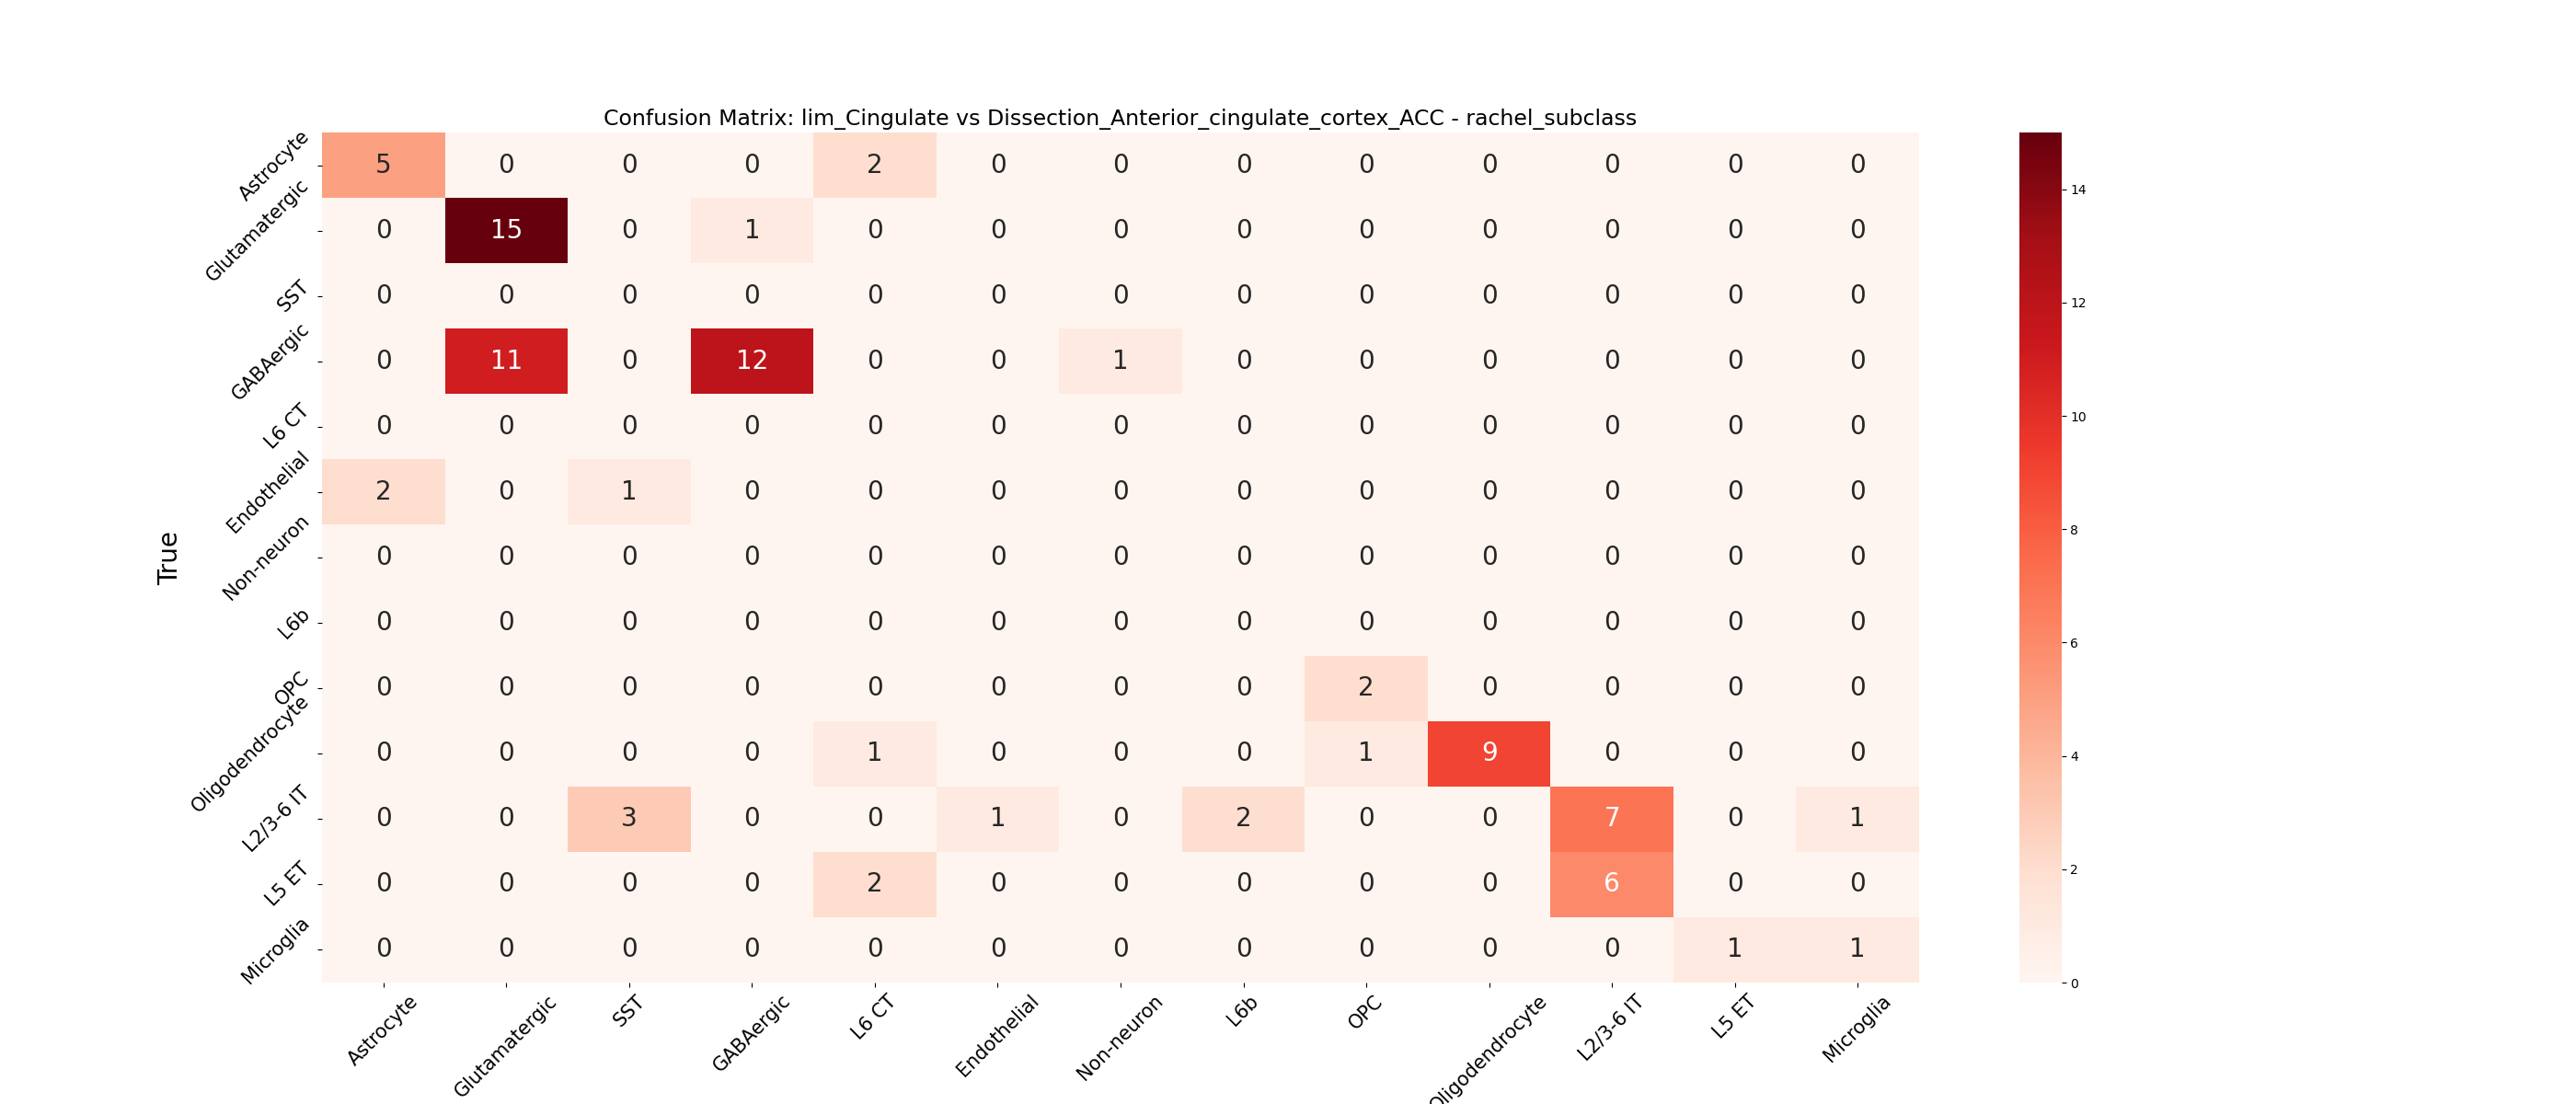 Confusion Matrix: lim_Cingulate vs Dissection_Anterior_cingulate_cortex_ACC - rachel_subclass
Astrocyte 5 0 0 0 2 0 0 0 0 0 0 0 0
Glutamatergic 0 15 0 1 0 0 0 0 0 0 0 0 0
SST 0 0 0 0 0 0 0 0 0 0 0 0 0
GABAergic 0 11 0 12 0 0 1 0 0 0 0 0 0
L6 CT 0 0 0 0 0 0 0 0 0 0 0 0 0
Endothelial 2 0 1 0 0 0 0 0 0 0 0 0 0
Non-neuron 0 0 0 0 0 0 0 0 0 0 0 0 0
L6b 0 0 0 0 0 0 0 0 0 0 0 0 0
OPC 0 0 0 0 0 0 0 0 2 0 0 0 0
Oligodendrocyte 0 0 0 0 1 0 0 0 1 9 0 0 0
L2/3-6 IT 0 0 3 0 0 1 0 2 0 0 7 0 1
L5 ET 0 0 0 0 2 0 0 0 0 0 6 0 0
Microglia 0 0 0 0 0 0 0 0 0 0 0 1 1
True
Astrocyte Glutamatergic SST GABAergic L6 CT Endothelial Non-neuron L6b OPC Oligodendrocyte L2/3-6 IT L5 ET Microglia
14
12
10
8
6
4
2
0